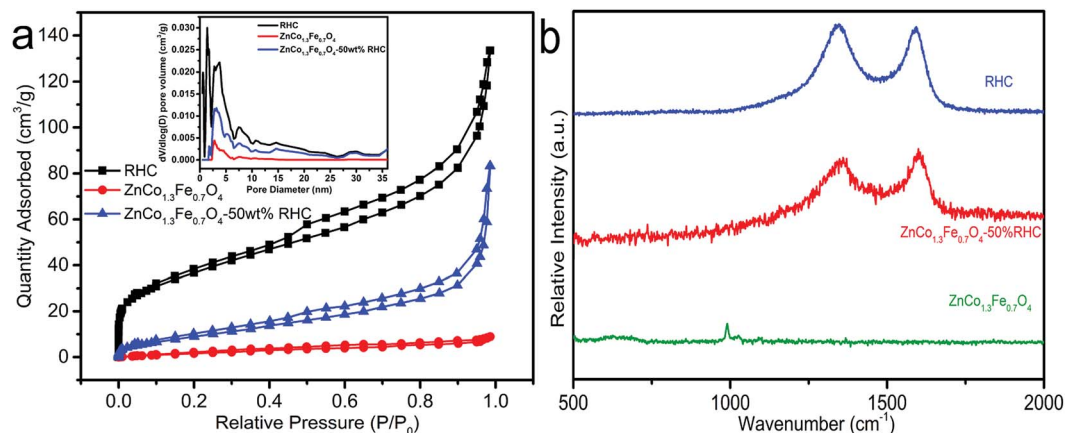 a
Quantity Adsorbed (cm³/g)
140
120
100
80
60
40
20
0
0.0 0.2 0.4 0.6 0.8 1.0
Relative Pressure (P/P₀)
RHC
ZnCo₁.₃Fe₀.₇O₄
ZnCo₁.₃Fe₀.₇O₄-50wt% RHC
dV/dlog(D) pore volume (cm³/g)
0.030
0.025
0.020
0.015
0.010
0.005
0.000
0 5 10 15 20 25 30 35
Pore Diameter (nm)
RHC
ZnCo₁.₃Fe₀.₇O₄
ZnCo₁.₃Fe₀.₇O₄-50wt% RHC
b
Relative Intensity (a.u.)
RHC
ZnCo₁.₃Fe₀.₇O₄-50%RHC
ZnCo₁.₃Fe₀.₇O₄
500 1000 1500 2000
Wavenumber (cm⁻¹)